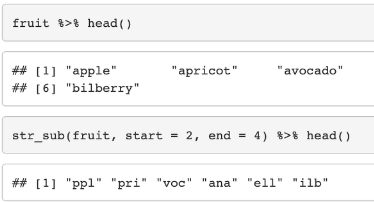 fruit %>% head()
## [1] "apple"        "apricot"     "avocado"
## [6] "bilberry"
str_sub(fruit, start = 2, end = 4) %>% head()
## [1] "ppl" "pri" "voc" "ana" "ell" "ilb"